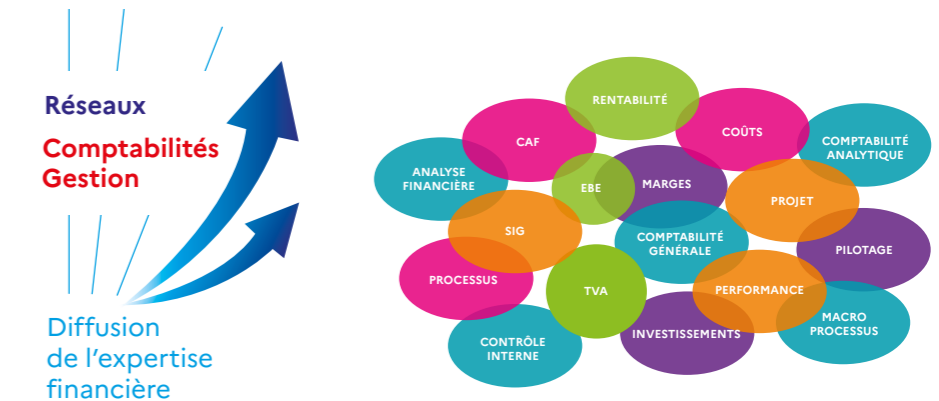 Réseaux
Comptabilités
Gestion
Diffusion
de l'expertise
financière
RENTABILITÉ
CAF
COÛTS
COMPTABILITÉ
ANALYTIQUE
ANALYSE
FINANCIÈRE
EBE
MARGES
PROJET
SIG
COMPTABILITÉ
GÉNÉRALE
PILOTAGE
PROCESSUS
TVA
PERFORMANCE
CONTRÔLE
INTERNE
INVESTISSEMENTS
MACRO
PROCESSUS